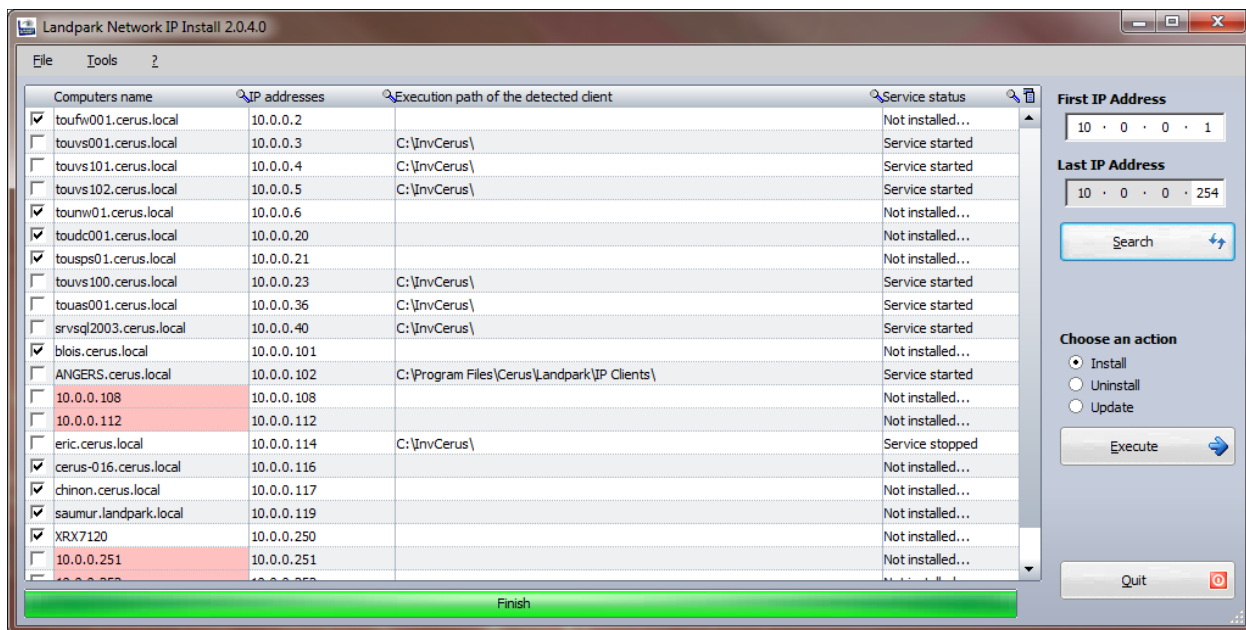 Landpark Network IP Install 2.0.4.0
File Tools ?
Computers name IP addresses Execution path of the detected client Service status
toufw001.cerus.local 10.0.0.2 Not installed...
touvs001.cerus.local 10.0.0.3 C:\InvCerus\ Service started
touvs101.cerus.local 10.0.0.4 C:\InvCerus\ Service started
touvs102.cerus.local 10.0.0.5 C:\InvCerus\ Service started
tounw01.cerus.local 10.0.0.6 Not installed...
toudc001.cerus.local 10.0.0.20 Not installed...
tousps01.cerus.local 10.0.0.21 Not installed...
touvs100.cerus.local 10.0.0.23 C:\InvCerus\ Service started
touas001.cerus.local 10.0.0.36 C:\InvCerus\ Service started
srvsql2003.cerus.local 10.0.0.40 C:\InvCerus\ Service started
blois.cerus.local 10.0.0.101 Not installed...
ANGERS.cerus.local 10.0.0.102 C:\Program Files\Cerus\Landpark\IP Clients\ Service started
10.0.0.108 10.0.0.108 Not installed...
10.0.0.112 10.0.0.112 Not installed...
eric.cerus.local 10.0.0.114 C:\InvCerus\ Service stopped
cerus-016.cerus.local 10.0.0.116 Not installed...
chinon.cerus.local 10.0.0.117 Not installed...
saumur.landpark.local 10.0.0.119 Not installed...
XRX7120 10.0.0.250 Not installed...
10.0.0.251 10.0.0.251 Not installed...
Finish
First IP Address
10 · 0 · 0 · 1
Last IP Address
10 · 0 · 0 · 254
Search
Choose an action
Install
Uninstall
Update
Execute
Quit